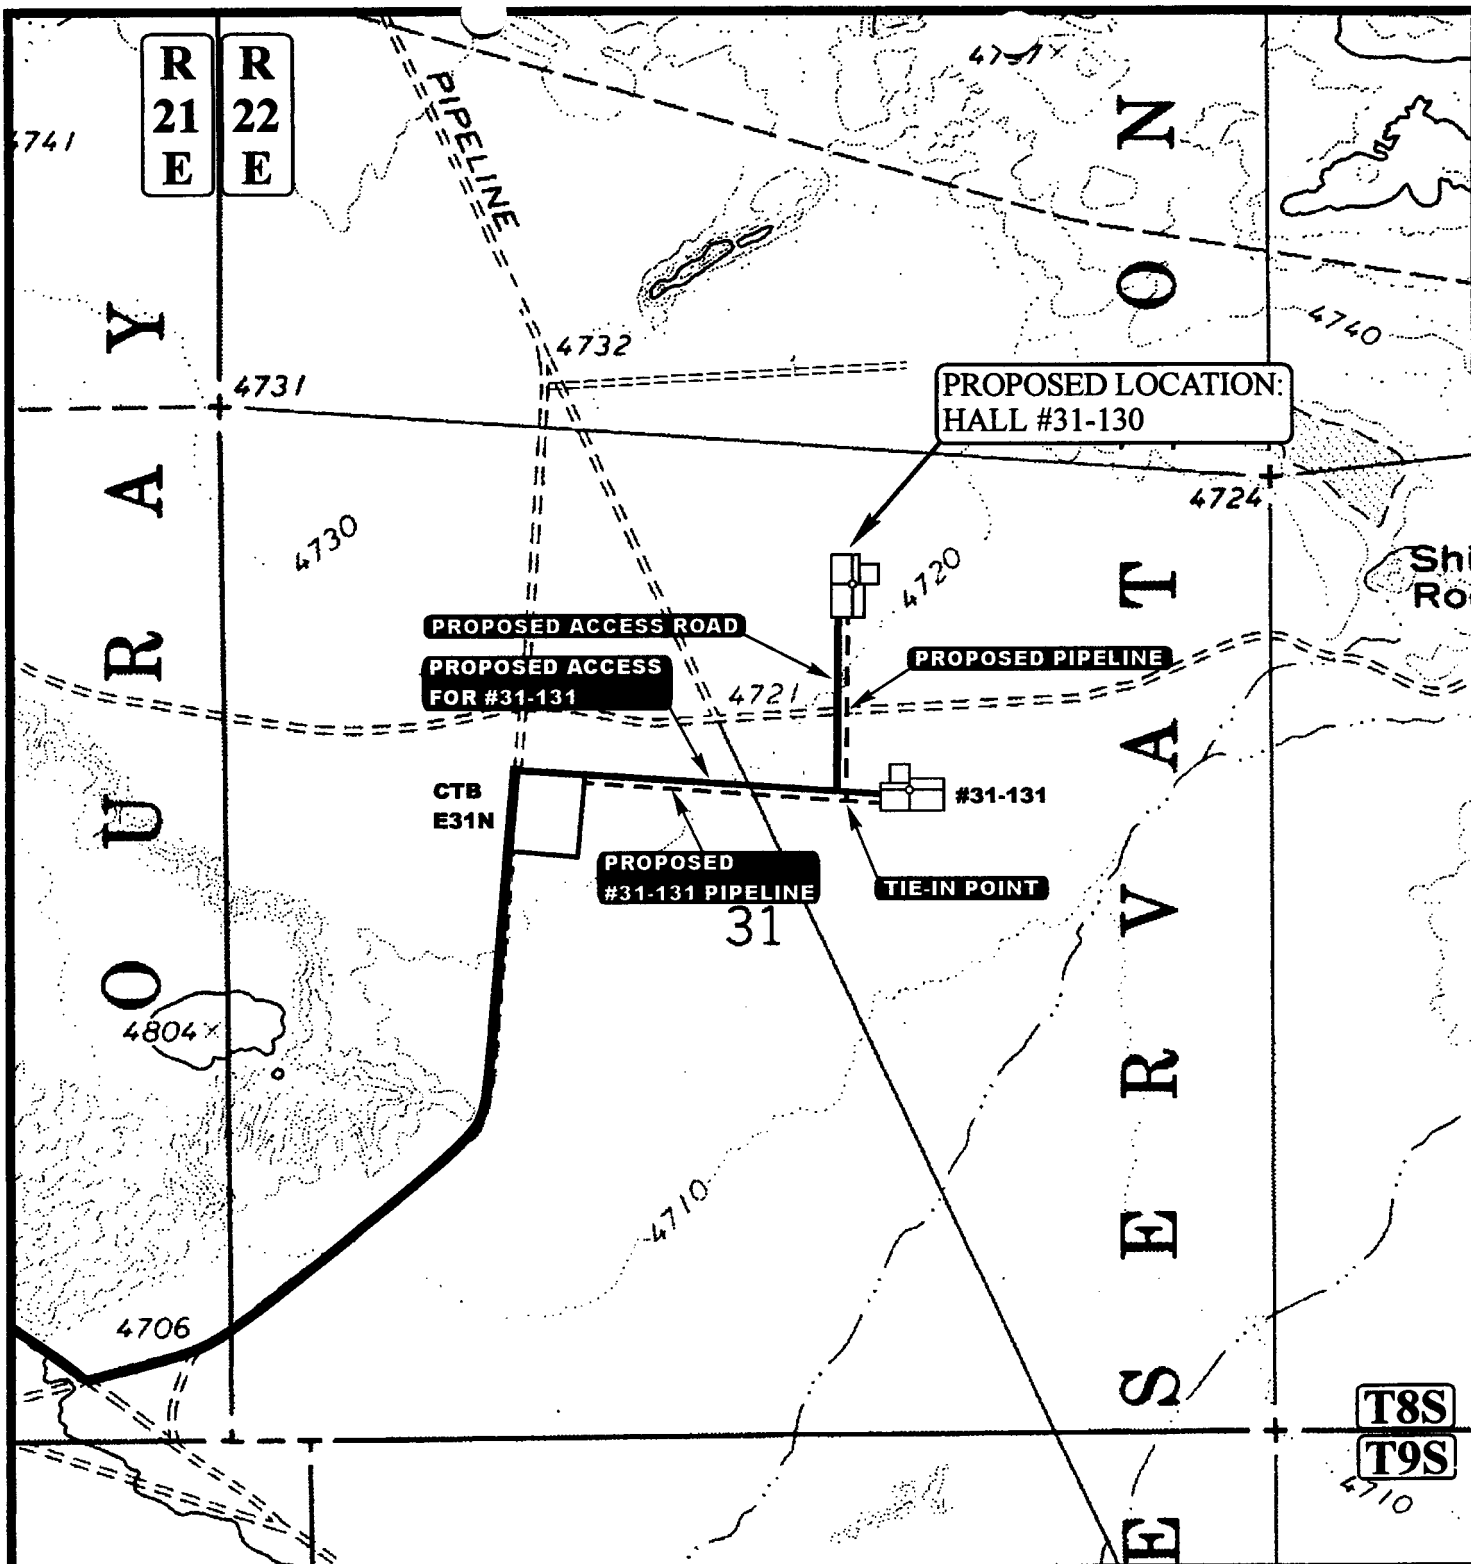 R
21
E
R
22
E
4741
PIPELINE
4732
4731
4740
PROPOSED LOCATION:
HALL #31-130
4724
4730
4720
PROPOSED ACCESS ROAD
PROPOSED ACCESS
FOR #31-131
PROPOSED PIPELINE
4721
CTB
E31N
#31-131
PROPOSED
#31-131 PIPELINE
TIE-IN POINT
31
4804
4710
4706
T8S
T9S
4710
OURAY
E S E R V A T I O N
Shi
Ro